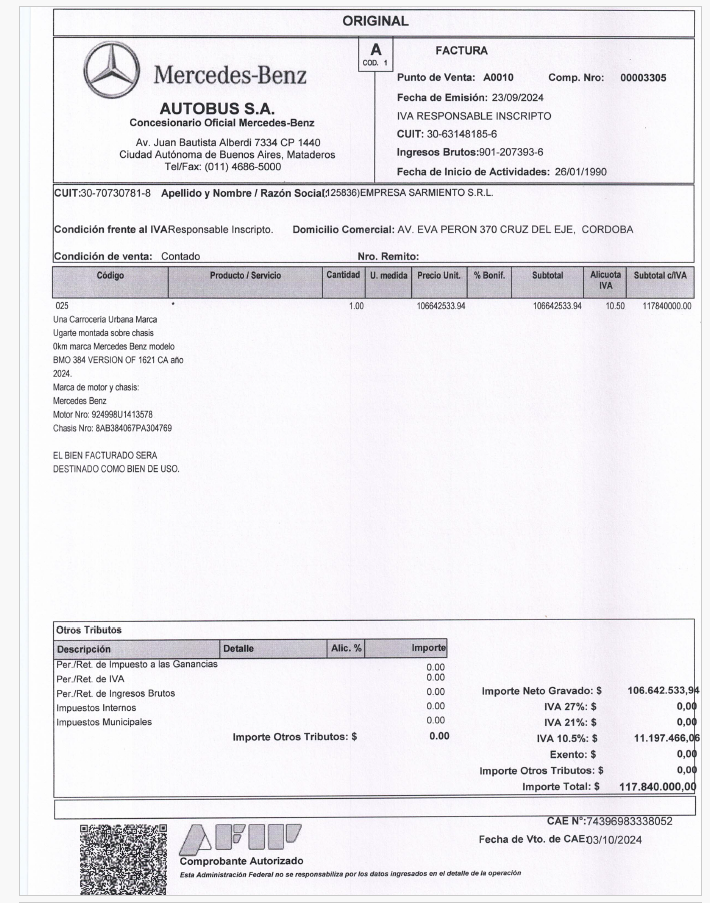 ORIGINAL
A
COD. 1
FACTURA
Mercedes-Benz
AUTOBUS S.A.
Concesionario Oficial Mercedes-Benz
Av. Juan Bautista Alberdi 7334 CP 1440
Ciudad Autónoma de Buenos Aires, Mataderos
Tel/Fax: (011) 4686-5000
Punto de Venta: A0010 Comp. Nro: 00003305
Fecha de Emisión: 23/09/2024
IVA RESPONSABLE INSCRIPTO
CUIT: 30-63148185-6
Ingresos Brutos:901-207393-6
Fecha de Inicio de Actividades: 26/01/1990
CUIT:30-70730781-8 Apellido y Nombre / Razón Social:(125836)EMPRESA SARMIENTO S.R.L.
Condición frente al IVA Responsable Inscripto. Domicilio Comercial: AV. EVA PERON 370 CRUZ DEL EJE, CORDOBA
Condición de venta: Contado Nro. Remito:
Código Producto / Servicio Cantidad U. medida Precio Unit. % Bonif. Subtotal Alicuota IVA Subtotal c/IVA
025 * 1.00 106642533.94 106642533.94 10.50 117840000.00
Una Carroceria Urbana Marca
Ugarte montada sobre chasis
0km marca Mercedes Benz modelo
BMO 384 VERSION OF 1621 CA año
2024.
Marca de motor y chasis:
Mercedes Benz
Motor Nro: 924998U1413578
Chasis Nro: 8AB384067PA304769
EL BIEN FACTURADO SERA
DESTINADO COMO BIEN DE USO.
Otros Tributos
Descripción Detalle Alic. % Importe
Per./Ret. de Impuesto a las Ganancias 0.00
Per./Ret. de IVA 0.00
Per./Ret. de Ingresos Brutos 0.00
Impuestos Internos 0.00
Impuestos Municipales 0.00
Importe Otros Tributos: $ 0.00
Importe Neto Gravado: $ 106.642.533,94
IVA 27%: $ 0,00
IVA 21%: $ 0,00
IVA 10.5%: $ 11.197.466,06
Exento: $ 0,00
Importe Otros Tributos: $ 0,00
Importe Total: $ 117.840.000,00
CAE N°:74396983338052
Fecha de Vto. de CAE:03/10/2024
AFIP
Comprobante Autorizado
Esta Administración Federal no se responsabiliza por los datos ingresados en el detalle de la operación